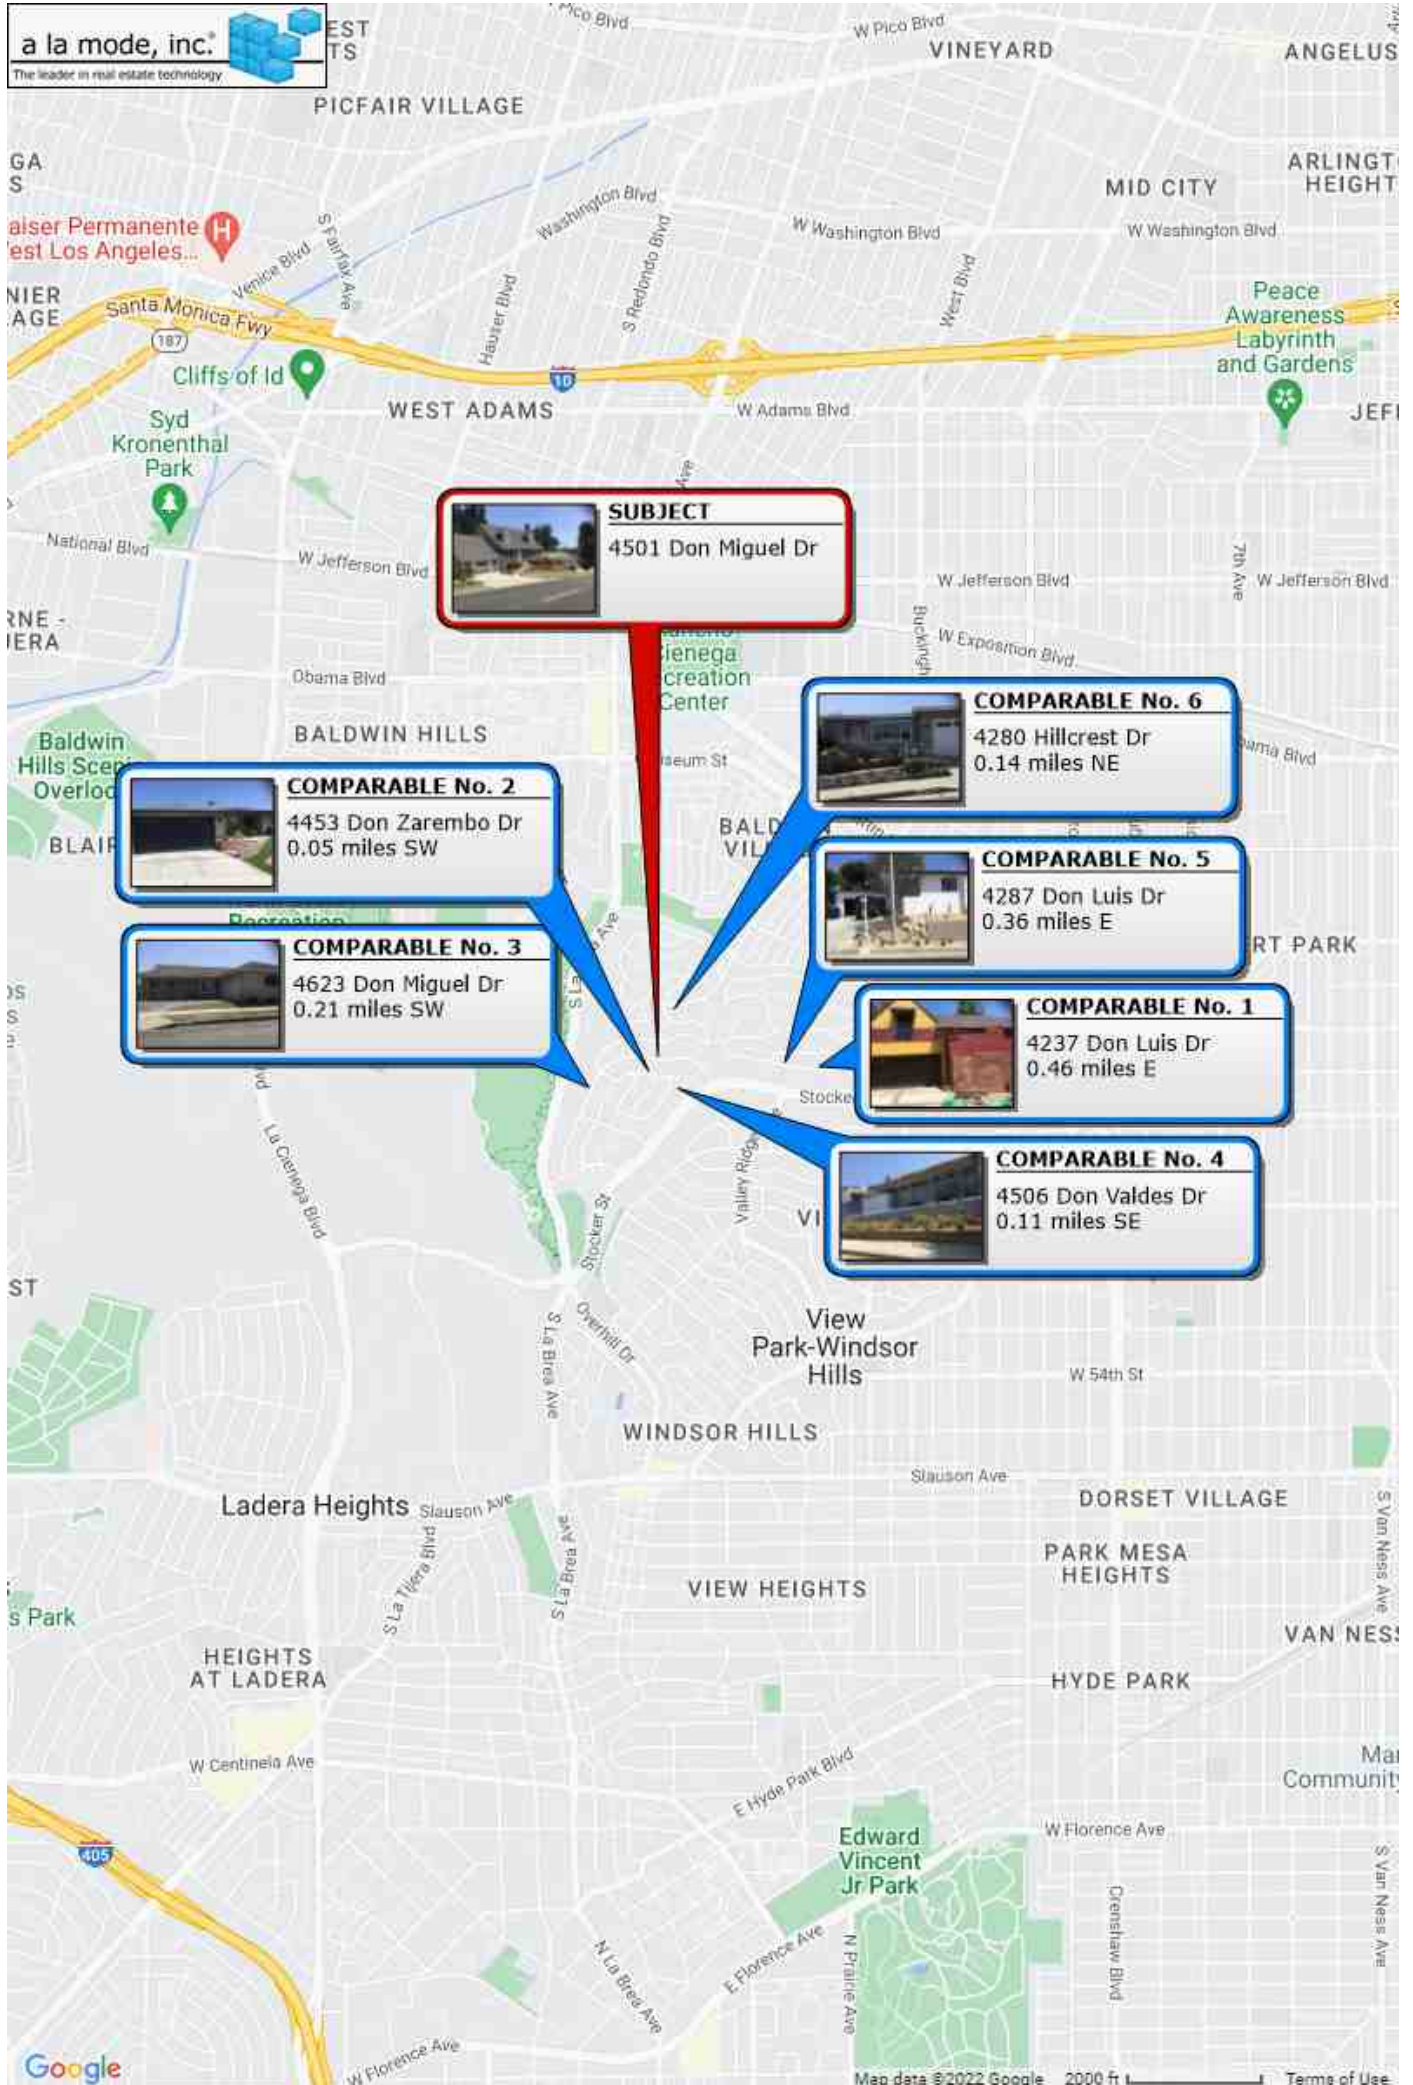 a la mode, inc.
The leader in real estate technology
W Pico Blvd
VINEYARD
PICFAIR VILLAGE
MID CITY
Kaiser Permanente
Washington Blvd
S Fairfax Ave
S Redondo Blvd
W Washington Blvd
W Washington Blvd
Venice Blvd
Hauser Blvd
West Blvd
Santa Monica Fwy
187
10
Peace
Awareness
Labyrinth
and Gardens
Cliffs of Id
WEST ADAMS
W Adams Blvd
Syd
Kronenthal
Park
National Blvd
W Jefferson Blvd
W Jefferson Blvd
7th Ave
W Jefferson Blvd
SUBJECT
4501 Don Miguel Dr
W Exposition Blvd
Obama Blvd
Center
BALDWIN HILLS
Baldwin
COMPARABLE No. 6
4280 Hillcrest Dr
0.14 miles NE
COMPARABLE No. 2
4453 Don Zarembo Dr
0.05 miles SW
COMPARABLE No. 5
4287 Don Luis Dr
0.36 miles E
COMPARABLE No. 3
4623 Don Miguel Dr
0.21 miles SW
COMPARABLE No. 1
4237 Don Luis Dr
0.46 miles E
COMPARABLE No. 4
4506 Don Valdes Dr
0.11 miles SE
La Cienega Blvd
Stocker St
Overhill Dr
S La Brea Ave
View
Park-Windsor
Hills
W 54th St
WINDSOR HILLS
Slauson Ave
Ladera Heights
Slauson Ave
DORSET VILLAGE
S Van Ness Ave
S La Tijera Blvd
S La Brea Ave
PARK MESA
HEIGHTS
VIEW HEIGHTS
s Park
HEIGHTS
AT LADERA
HYDE PARK
W Centinela Ave
E Hyde Park Blvd
405
Edward
Vincent
Jr Park
W Florence Ave
S Van Ness Ave
Crenshaw Blvd
N La Brea Ave
E Florence Ave
N Prairie Ave
W Florence Ave
Google
Map data ©2022 Google
2000 ft
Terms of Use